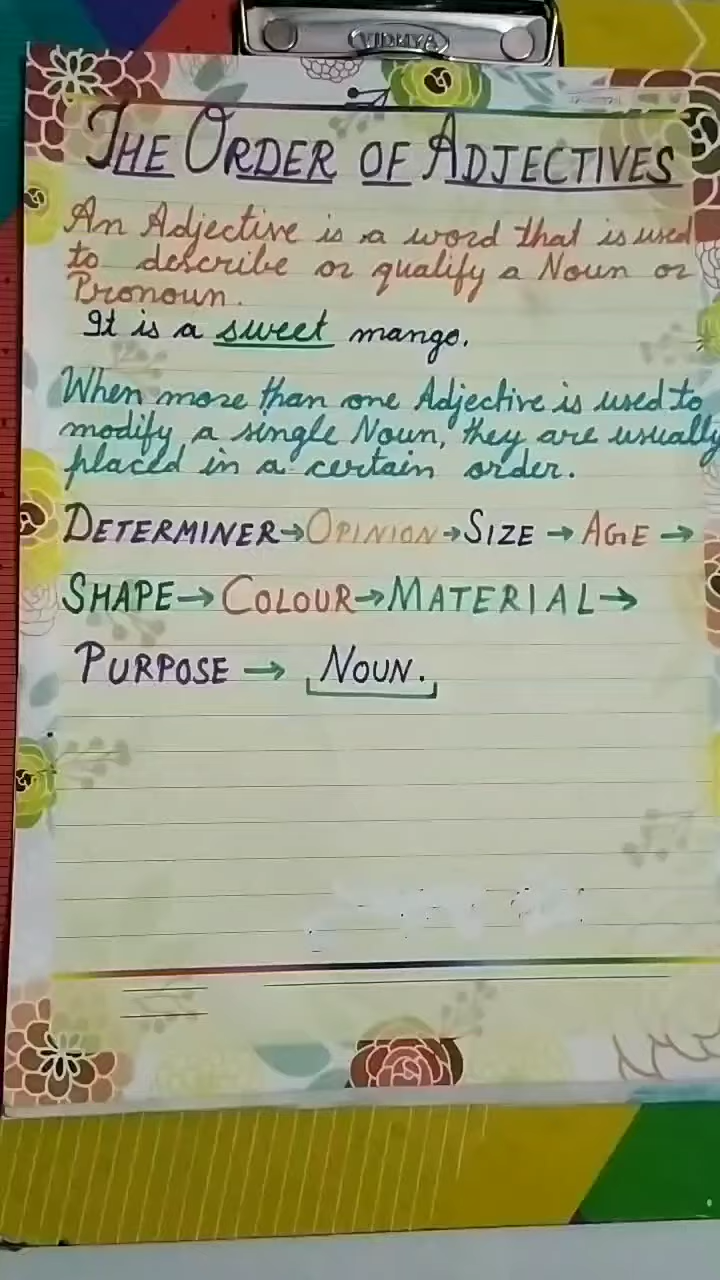 VIDHYA
THE ORDER OF ADJECTIVES
An Adjective is a word that is used
to describe or qualify a Noun or
Pronoun.
It is a sweet mango.
When more than one Adjective is used to
modify a single Noun, they are usually
placed in a certain order.
DETERMINER→OPINION→SIZE→AGE→
SHAPE→COLOUR→MATERIAL→
PURPOSE→NOUN.